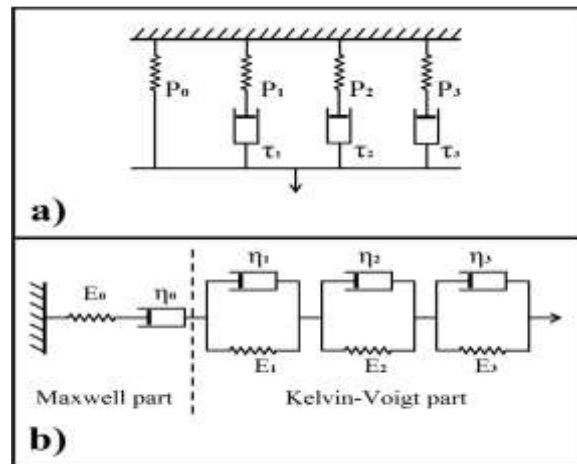 P₀ P₁ P₂ P₃
τ₁ τ₂ τ₃
a)
η₁ η₂ η₃
E₀ η₀
E₁ E₂ E₃
Maxwell part Kelvin-Voigt part
b)